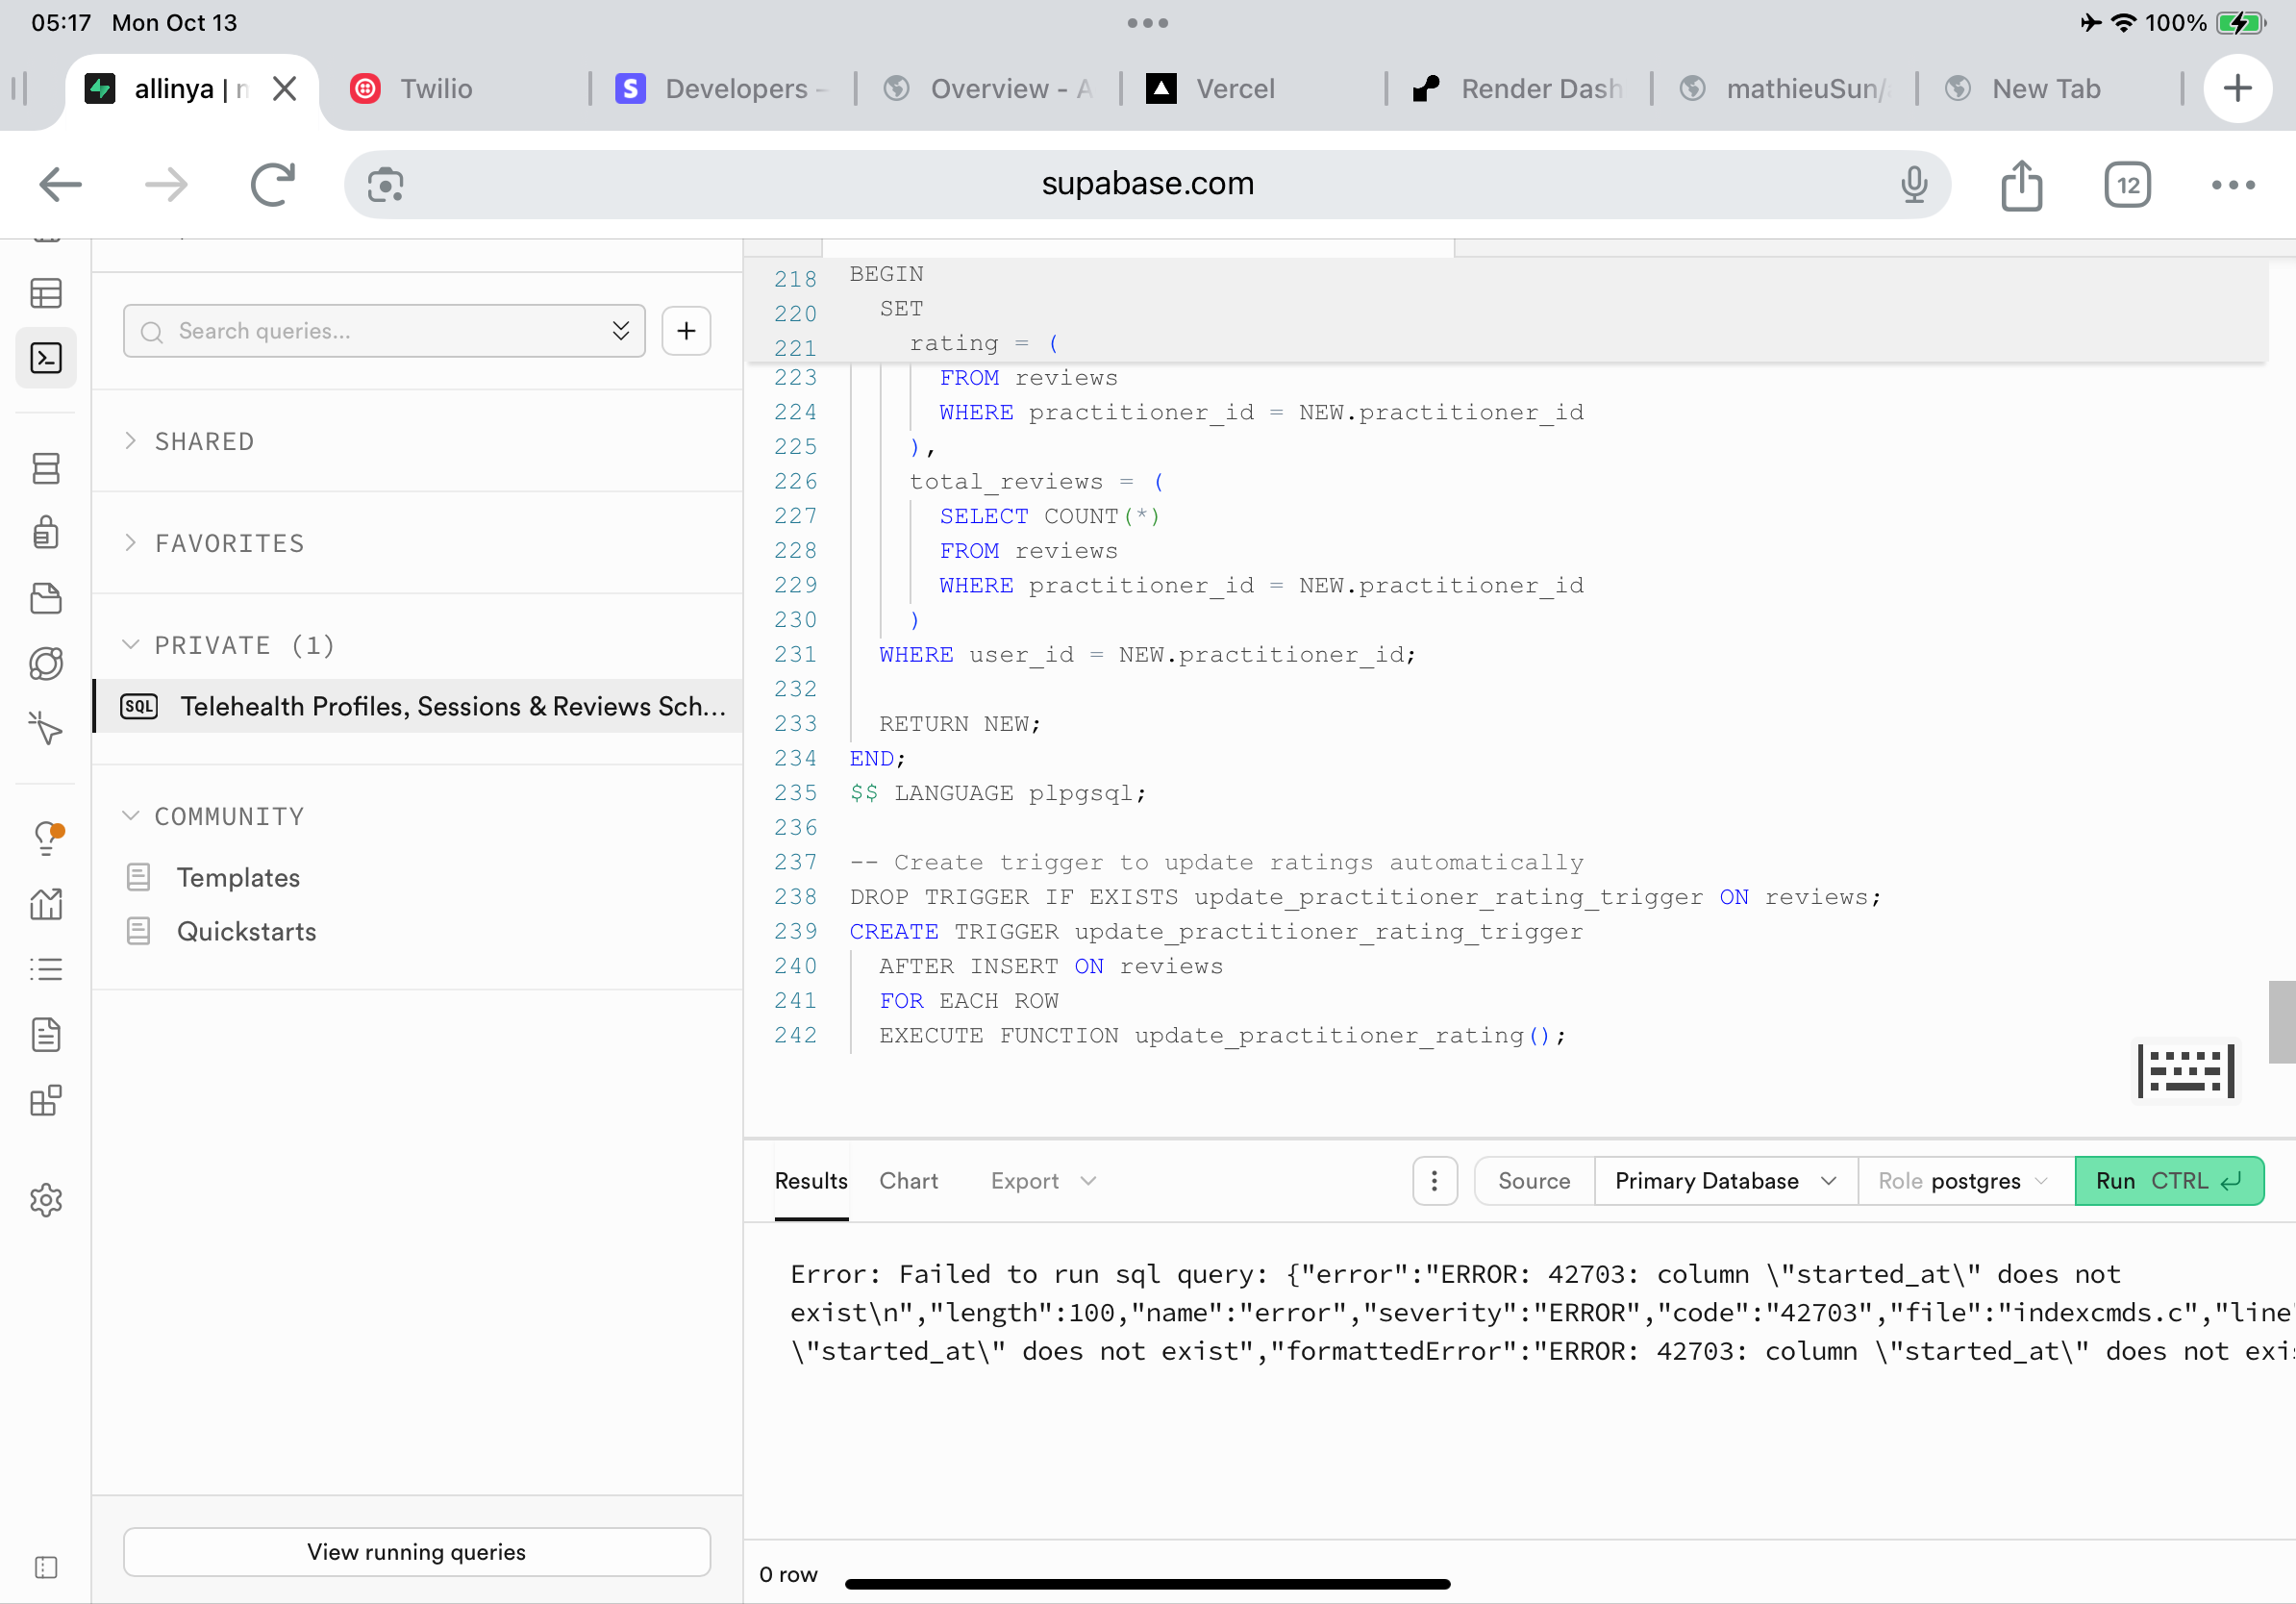 05:17 Mon Oct 13
100%
allinya | Twilio Developers - Overview - Vercel Render Dash mathieuSun/ New Tab
supabase.com
12
Search queries...
SHARED
FAVORITES
PRIVATE (1)
SQL Telehealth Profiles, Sessions & Reviews Sch...
COMMUNITY
Templates
Quickstarts
View running queries
218 BEGIN
220 SET
221 rating = (
223 FROM reviews
224 WHERE practitioner_id = NEW.practitioner_id
225 ),
226 total_reviews = (
227 SELECT COUNT(*)
228 FROM reviews
229 WHERE practitioner_id = NEW.practitioner_id
230 )
231 WHERE user_id = NEW.practitioner_id;
232
233 RETURN NEW;
234 END;
235 $$ LANGUAGE plpgsql;
236
237 -- Create trigger to update ratings automatically
238 DROP TRIGGER IF EXISTS update_practitioner_rating_trigger ON reviews;
239 CREATE TRIGGER update_practitioner_rating_trigger
240 AFTER INSERT ON reviews
241 FOR EACH ROW
242 EXECUTE FUNCTION update_practitioner_rating();
Results Chart Export Source Primary Database Role postgres Run CTRL
Error: Failed to run sql query: {"error":"ERROR: 42703: column \"started_at\" does not
exist\n","length":100,"name":"error","severity":"ERROR","code":"42703","file":"indexcmds.c","line"
\"started_at\" does not exist","formattedError":"ERROR: 42703: column \"started_at\" does not exi
0 row